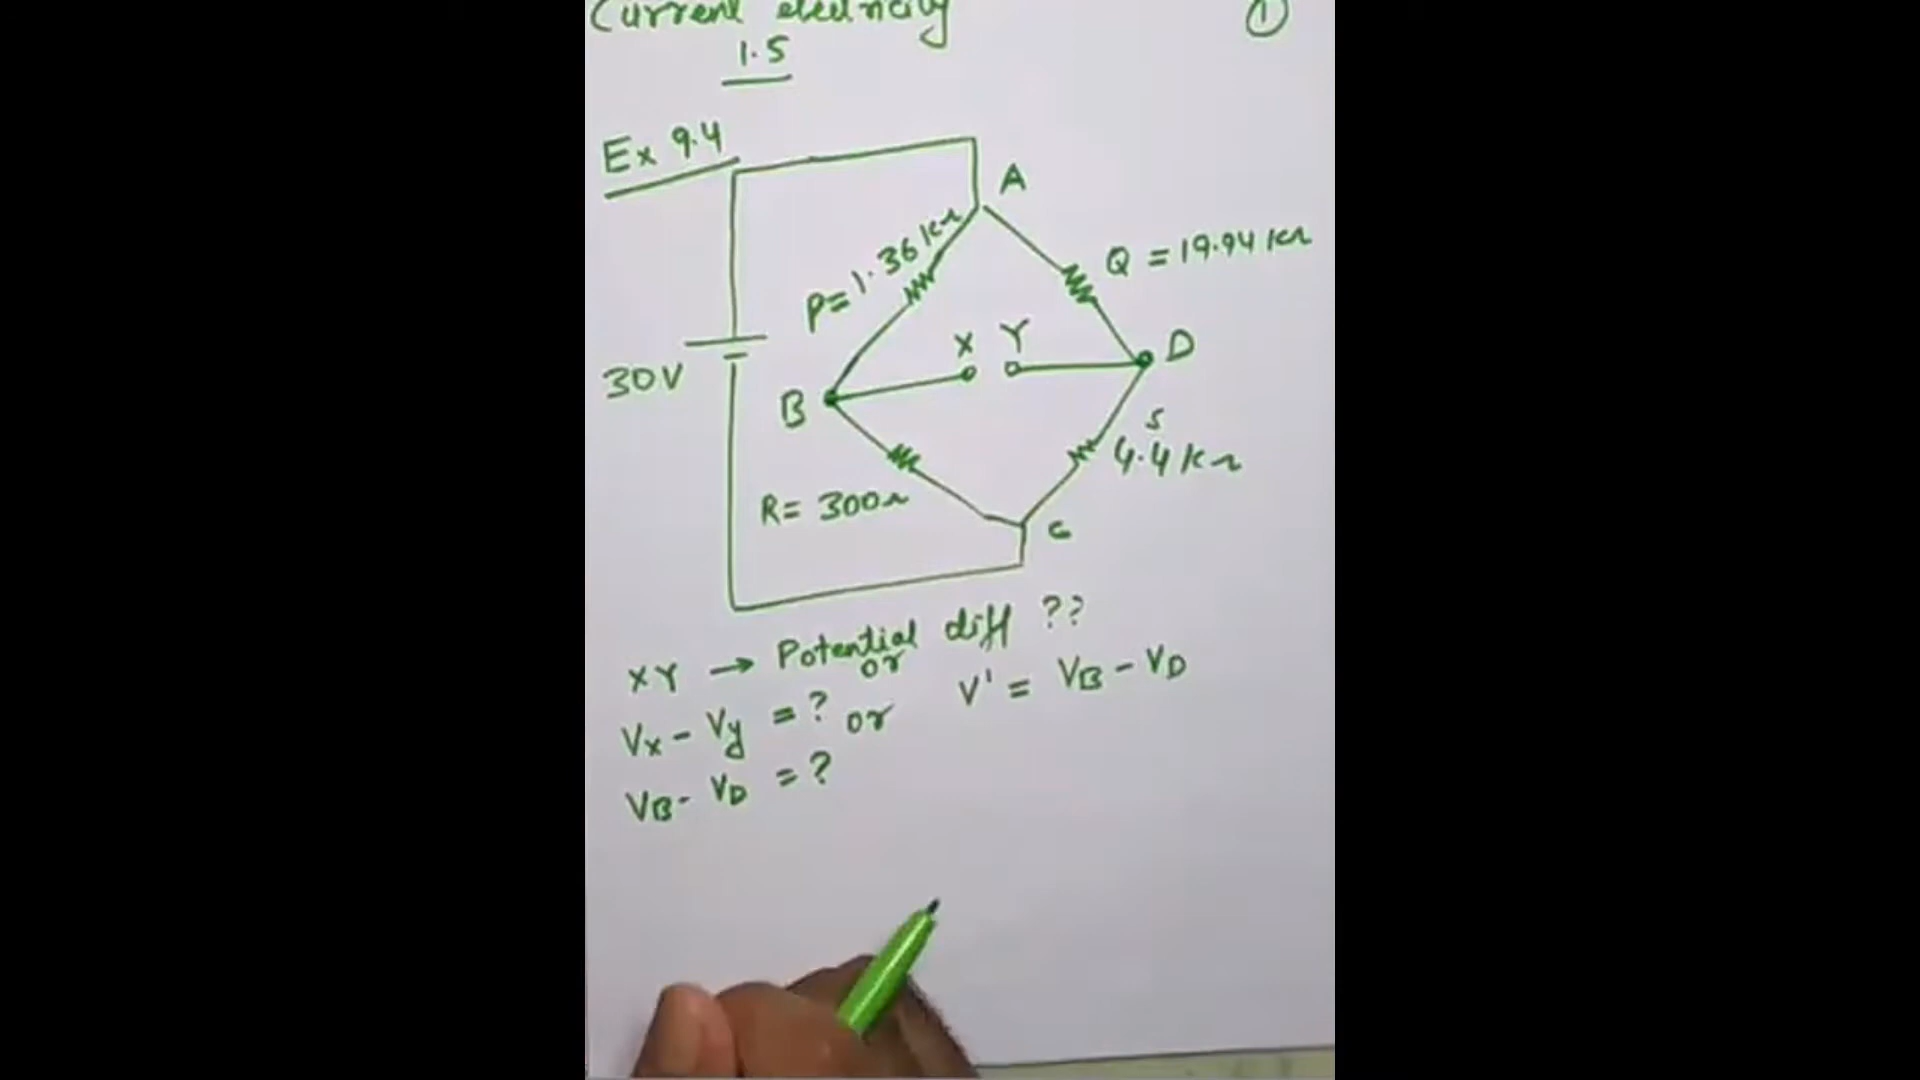 Current electricity
①
1.5
Ex 9.4
A
P = 1.36 kΩ
Q = 19.94 kΩ
X Y
D
30V
B
S
4.4 kΩ
R = 300Ω
C
XY → Potential diff ??
or
Vx - Vy = ? or V' = VB - VD
VB - VD = ?